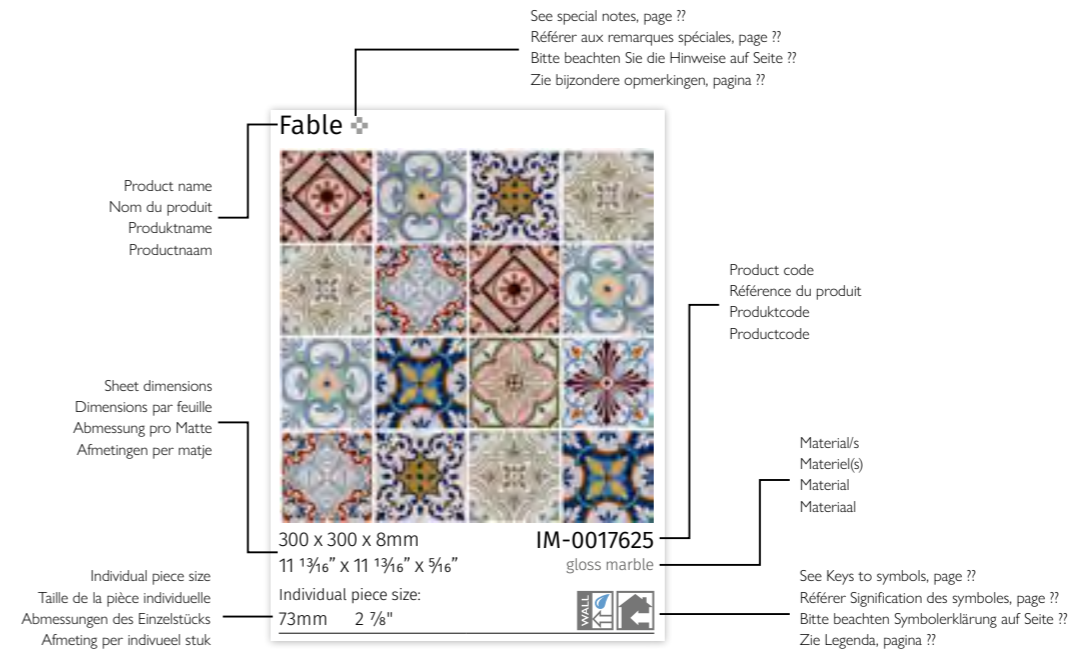 See special notes, page ??
Référer aux remarques spéciales, page ??
Bitte beachten Sie die Hinweise auf Seite ??
Zie bijzondere opmerkingen, pagina ??
Fable
Product name
Nom du produit
Produktname
Productnaam
Product code
Référence du produit
Produktcode
Productcode
Sheet dimensions
Dimensions par feuille
Abmessung pro Matte
Afmetingen per matje
Material/s
Materiel(s)
Material
Materiaal
300 x 300 x 8mm
IM-0017625
11 ¹³⁄₁₆” x 11 ¹³⁄₁₆” x ⁵⁄₁₆”
gloss marble
Individual piece size
Taille de la pièce individuelle
Abmessungen des Einzelstücks
Afmeting per indivueel stuk
Individual piece size:
73mm 2 ⅞"
WALL
See Keys to symbols, page ??
Référer Signification des symboles, page ??
Bitte beachten Symbolerklärung auf Seite ??
Zie Legenda, pagina ??